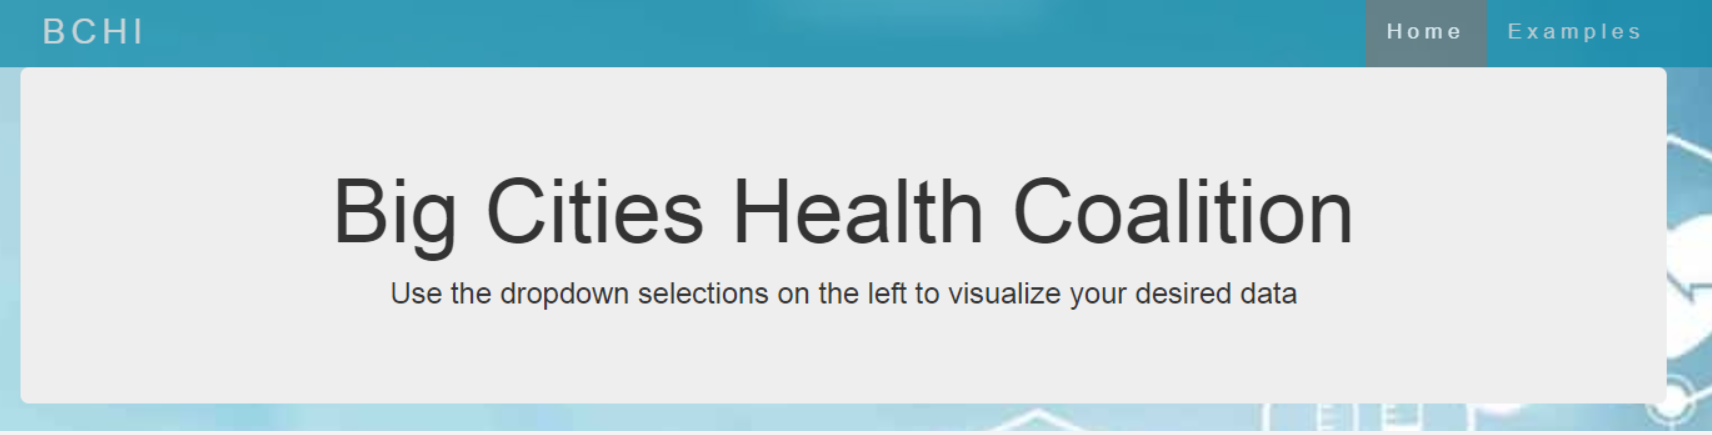 BCHI
Home Examples
Big Cities Health Coalition
Use the dropdown selections on the left to visualize your desired data